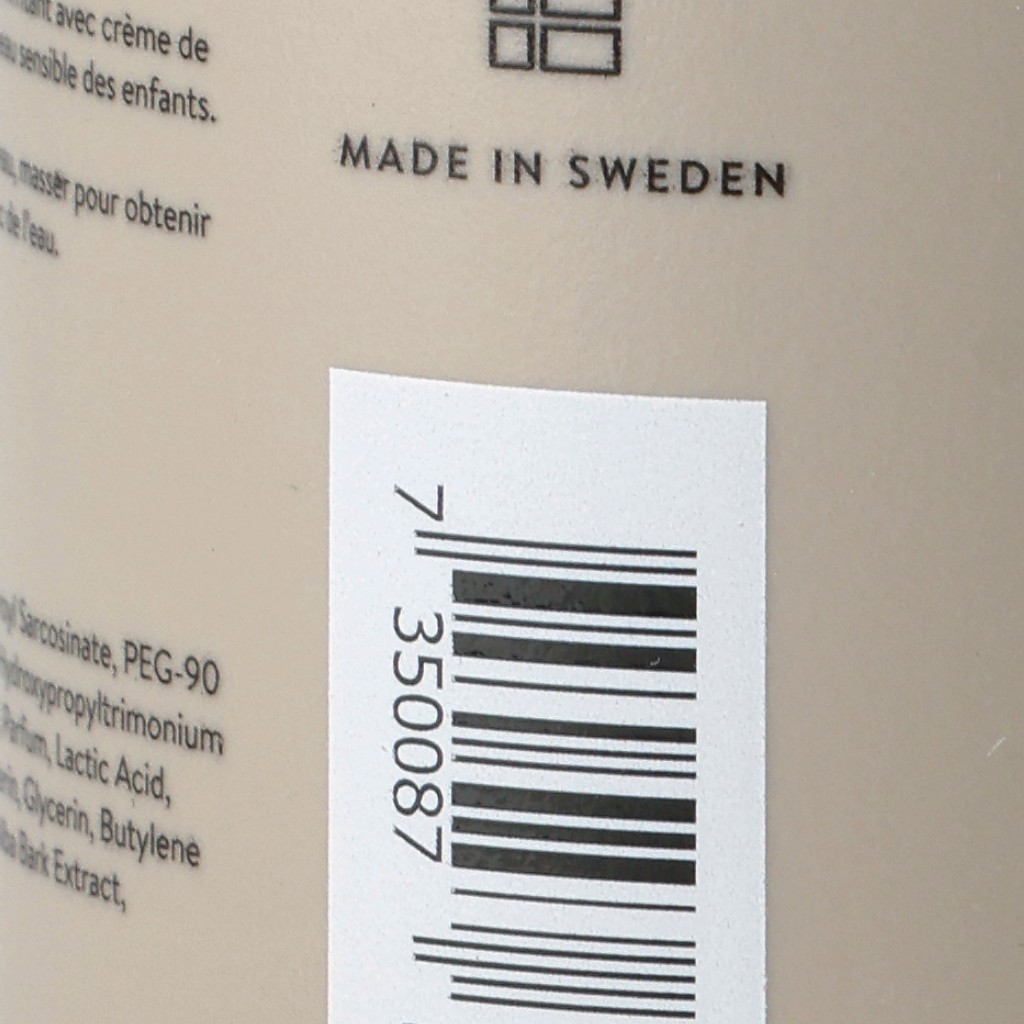 avec crème de
sensible des enfants.
masser pour obtenir
de l'eau.
MADE IN SWEDEN
Sarcosinate, PEG-90
Hydroxypropyltrimonium
Parfum, Lactic Acid,
Glycerin, Butylene
Bark Extract,
7 350087